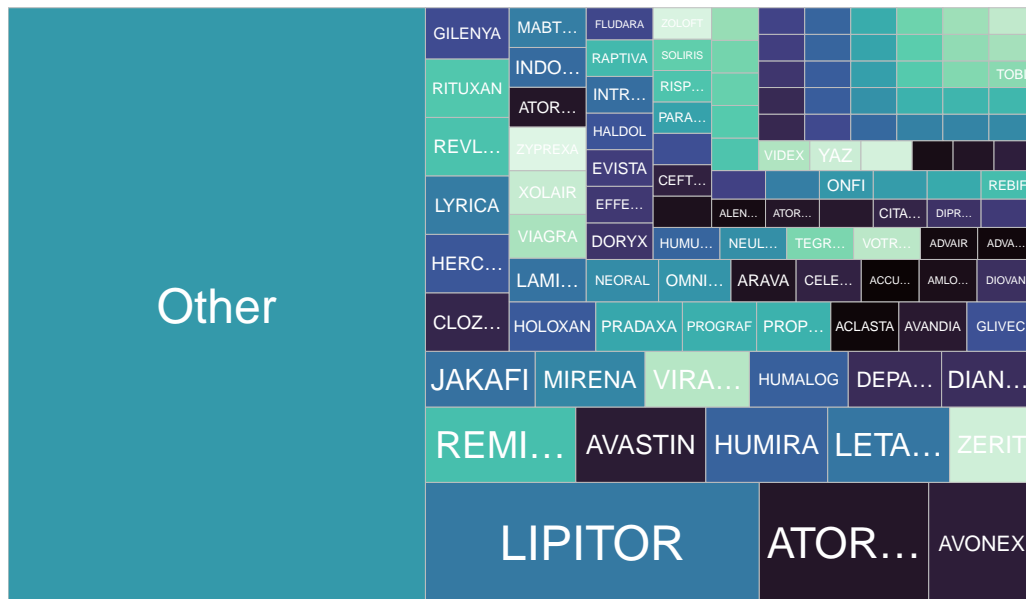 Other
GILENYA
MABT…
FLUDARA
ZOLOFT
INDO…
RAPTIVA
SOLIRIS
RITUXAN
ATOR…
INTR…
RISP…
TOBI
REVL…
ZYPREXA
HALDOL
PARA…
VIDEX
YAZ
LYRICA
XOLAIR
EVISTA
CEFT…
ONFI
REBIF
VIAGRA
EFFE…
ALEN…
ATOR…
CITA…
DIPR…
HERC…
DORYX
HUMU…
NEUL…
TEGR…
VOTR…
ADVAIR
ADVA…
LAMI…
NEORAL
OMNI…
ARAVA
CELE…
ACCU…
AMLO…
DIOVAN
CLOZ…
HOLOXAN
PRADAXA
PROGRAF
PROP…
ACLASTA
AVANDIA
GLIVEC
JAKAFI
MIRENA
VIRA…
HUMALOG
DEPA…
DIAN…
REMI…
AVASTIN
HUMIRA
LETA…
ZERIT
LIPITOR
ATOR…
AVONEX